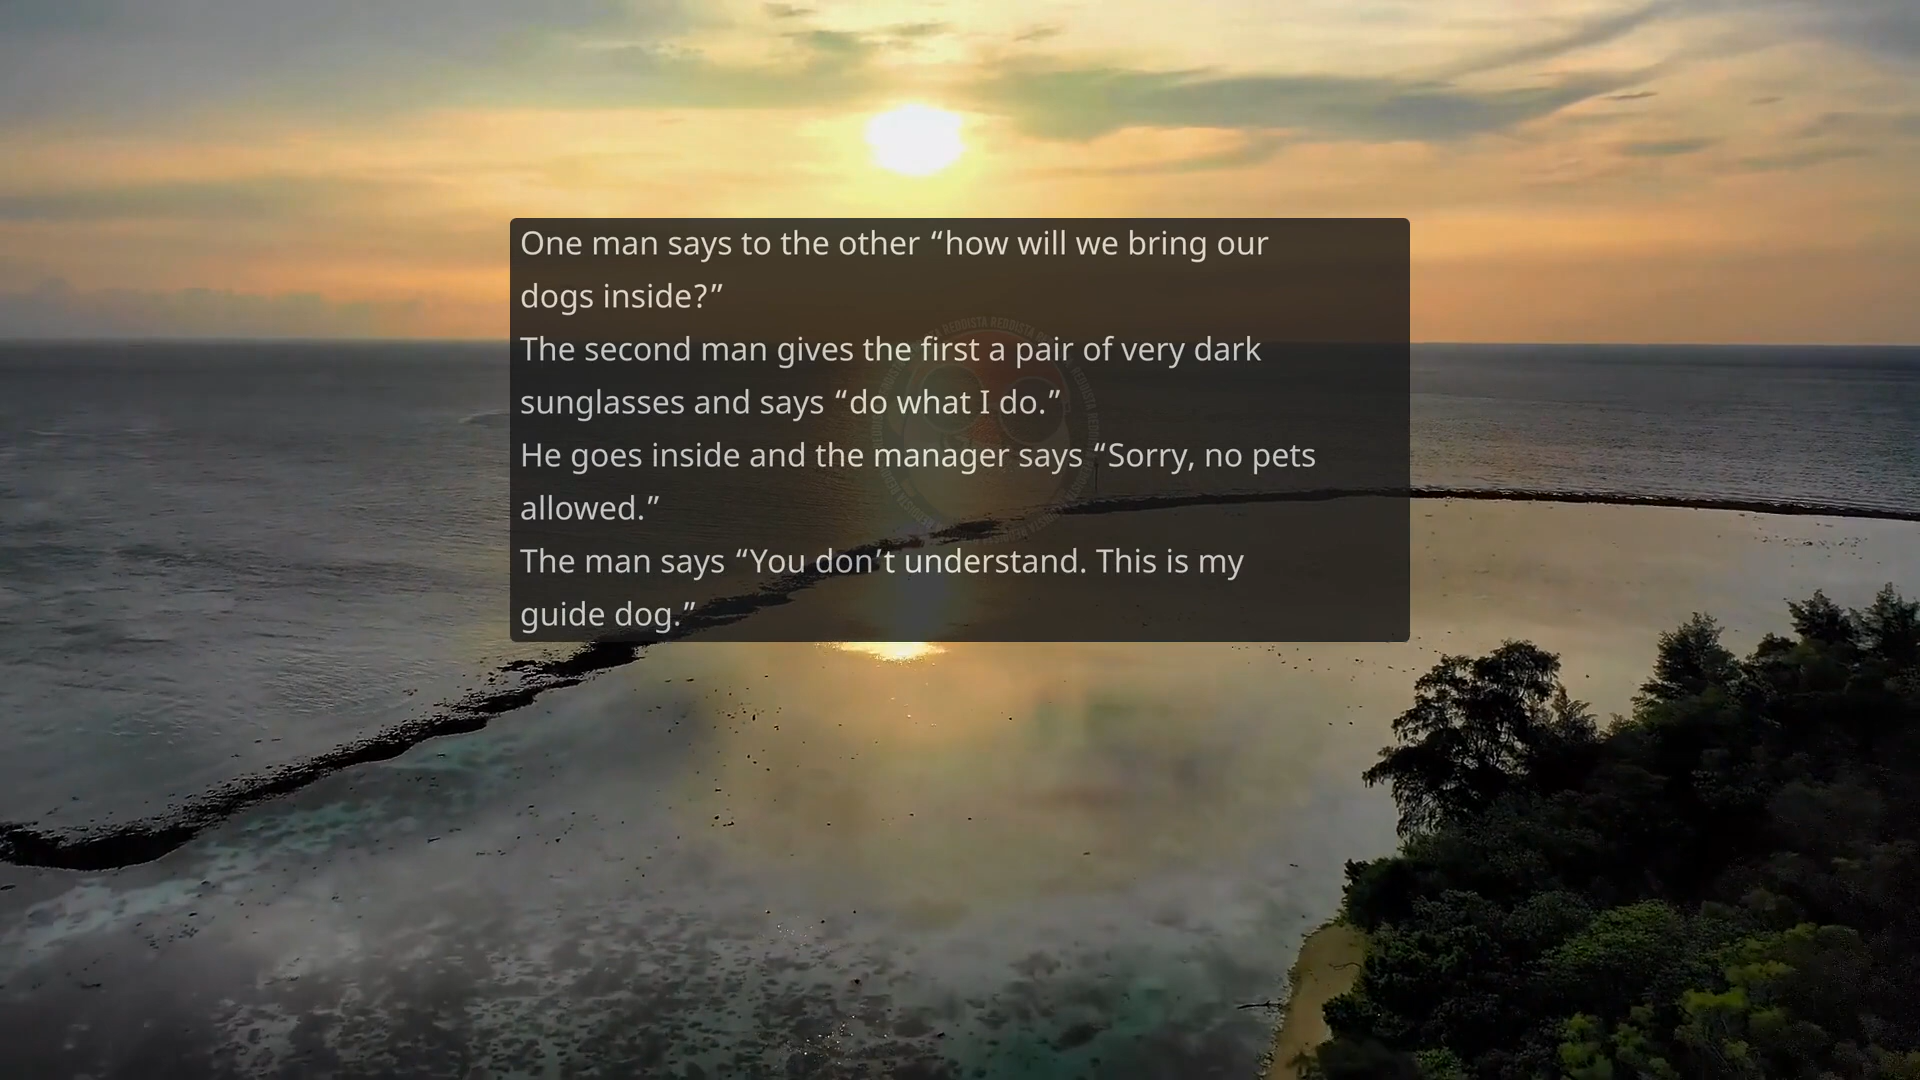 One man says to the other “how will we bring our
dogs inside?”
The second man gives the first a pair of very dark
sunglasses and says “do what I do.”
He goes inside and the manager says “Sorry, no pets
allowed.”
The man says “You don’t understand. This is my
guide dog.”
REDDISTA REDDISTA